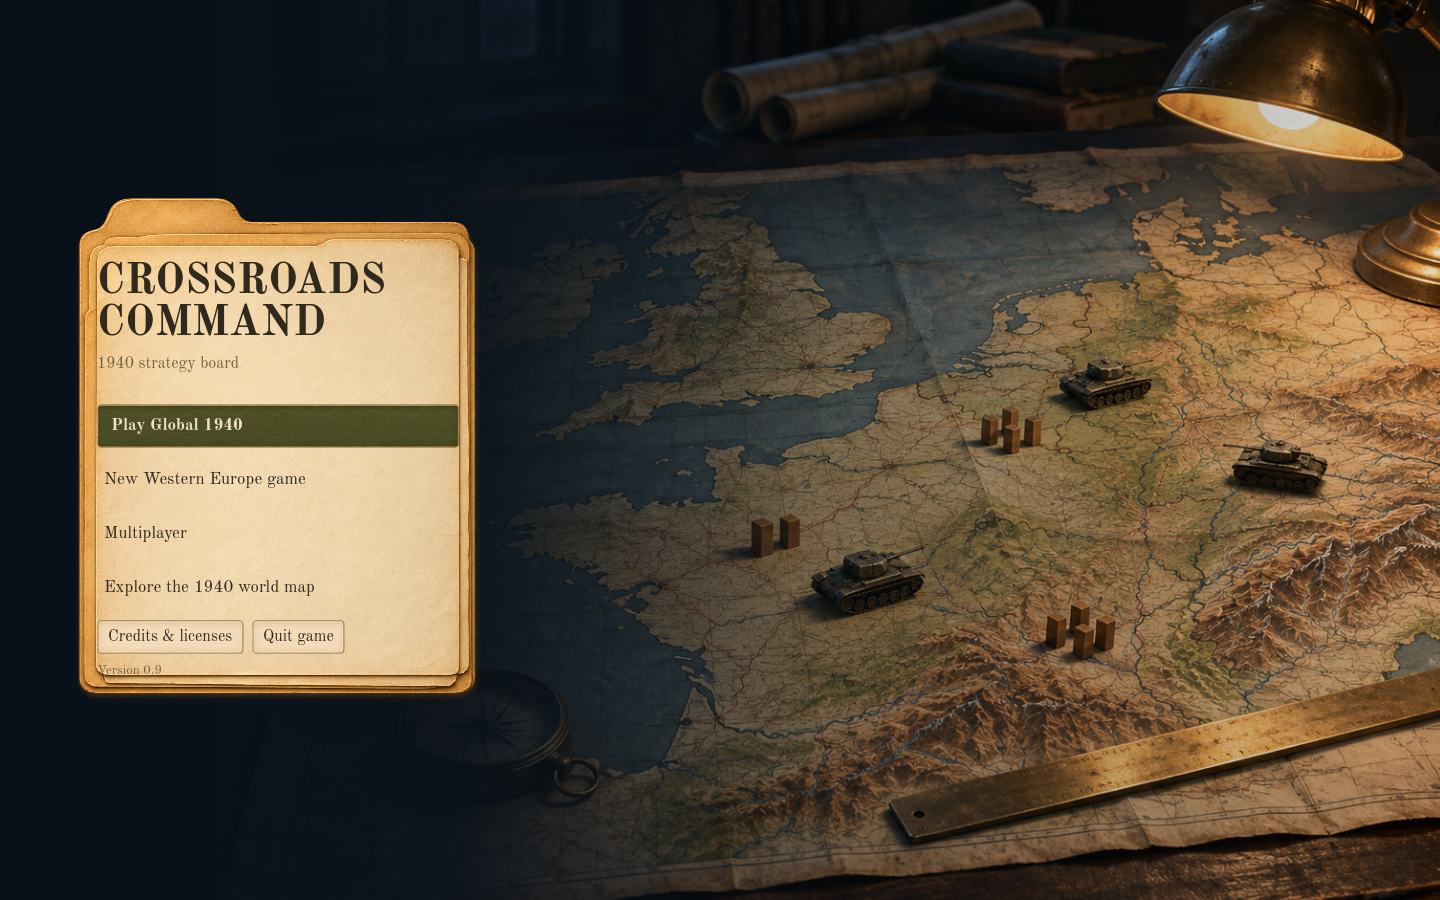 CROSSROADS
COMMAND
1940 strategy board
Play Global 1940
New Western Europe game
Multiplayer
Explore the 1940 world map
Credits & licenses
Quit game
Version 0.9